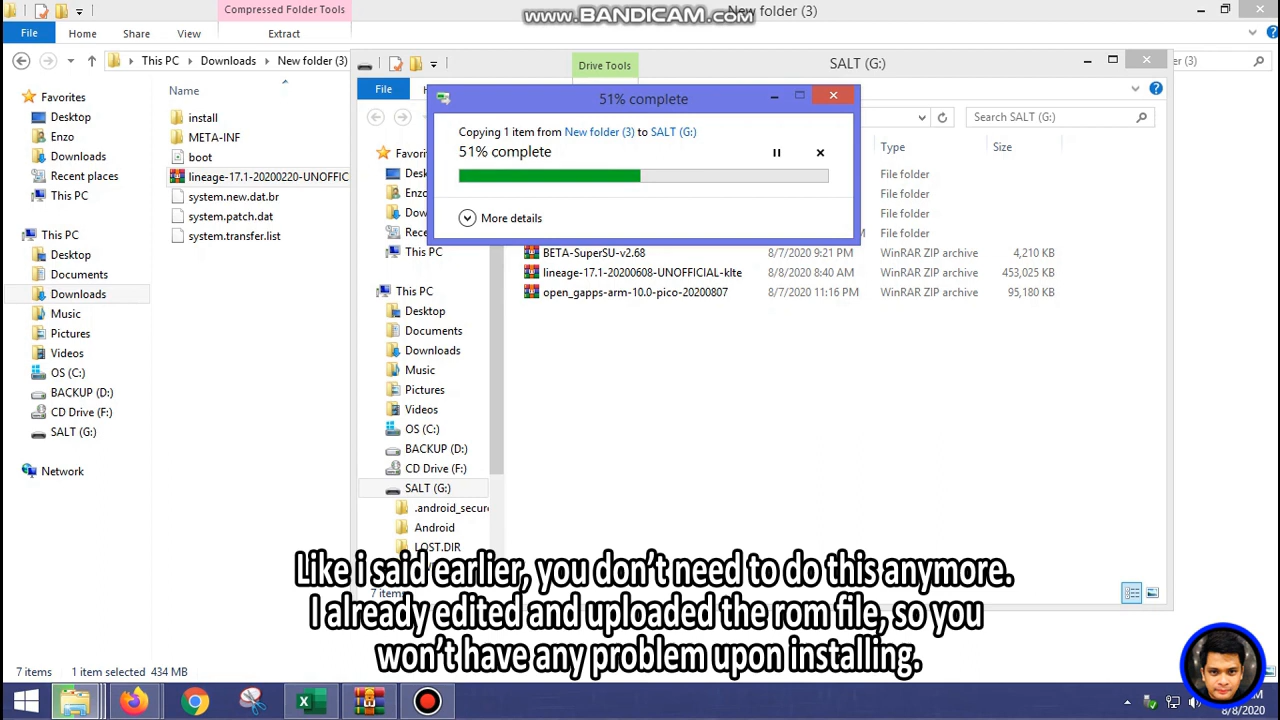 Compressed Folder Tools
WWW.BANDICAM.COM
New folder (3)
File
Home
Share
View
Extract
This PC
Downloads
New folder (3)
Favorites
Desktop
Enzo
Downloads
Recent places
This PC
This PC
Desktop
Documents
Downloads
Music
Pictures
Videos
OS (C:)
BACKUP (D:)
CD Drive (F:)
SALT (G:)
Network
Name
install
META-INF
boot
lineage-17.1-20200220-UNOFFIC
system.new.dat.br
system.patch.dat
system.transfer.list
7 items
1 item selected 434 MB
Drive Tools
SALT (G:)
File
Search SALT (G:)
51% complete
Copying 1 item from New folder (3) to SALT (G:)
51% complete
More details
Type
Size
File folder
File folder
File folder
File folder
BETA-SuperSU-v2.68 8/7/2020 9:21 PM WinRAR ZIP archive 4,210 KB
lineage-17.1-20200608-UNOFFICIAL-klte 8/8/2020 8:40 AM WinRAR ZIP archive 453,025 KB
open_gapps-arm-10.0-pico-20200807 8/7/2020 11:16 PM WinRAR ZIP archive 95,180 KB
This PC
This PC
Desktop
Documents
Downloads
Music
Pictures
Videos
OS (C:)
BACKUP (D:)
CD Drive (F:)
SALT (G:)
.android_secure
Android
LOST.DIR
7 items
Like i said earlier, you don't need to do this anymore.
I already edited and uploaded the rom file, so you
won't have any problem upon installing.
8/8/2020